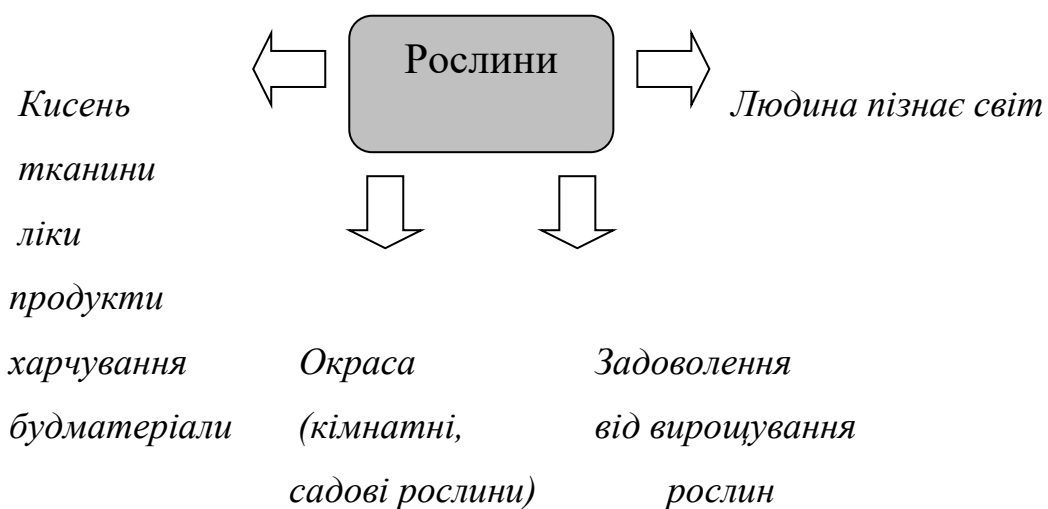 Рослини
Кисень
тканини
ліки
продукти
харчування
будматеріали
Людина пізнає світ
Окраса
(кімнатні,
садові рослини)
Задоволення
від вирощування
рослин